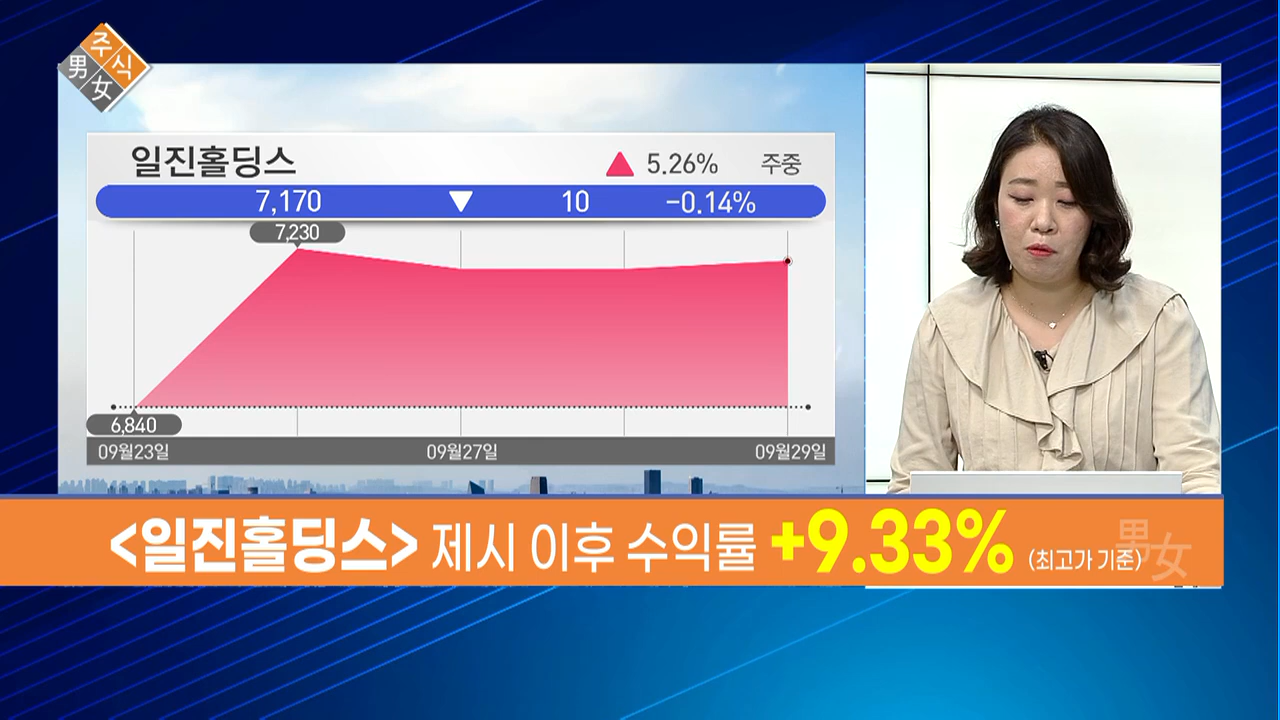 주식
男女
일진홀딩스 ▲ 5.26% 주중
7,170 ▼ 10 -0.14%
7,230
6,840
09월23일 09월27일 09월29일
<일진홀딩스> 제시 이후 수익률 +9.33% (최고가 기준)
男女